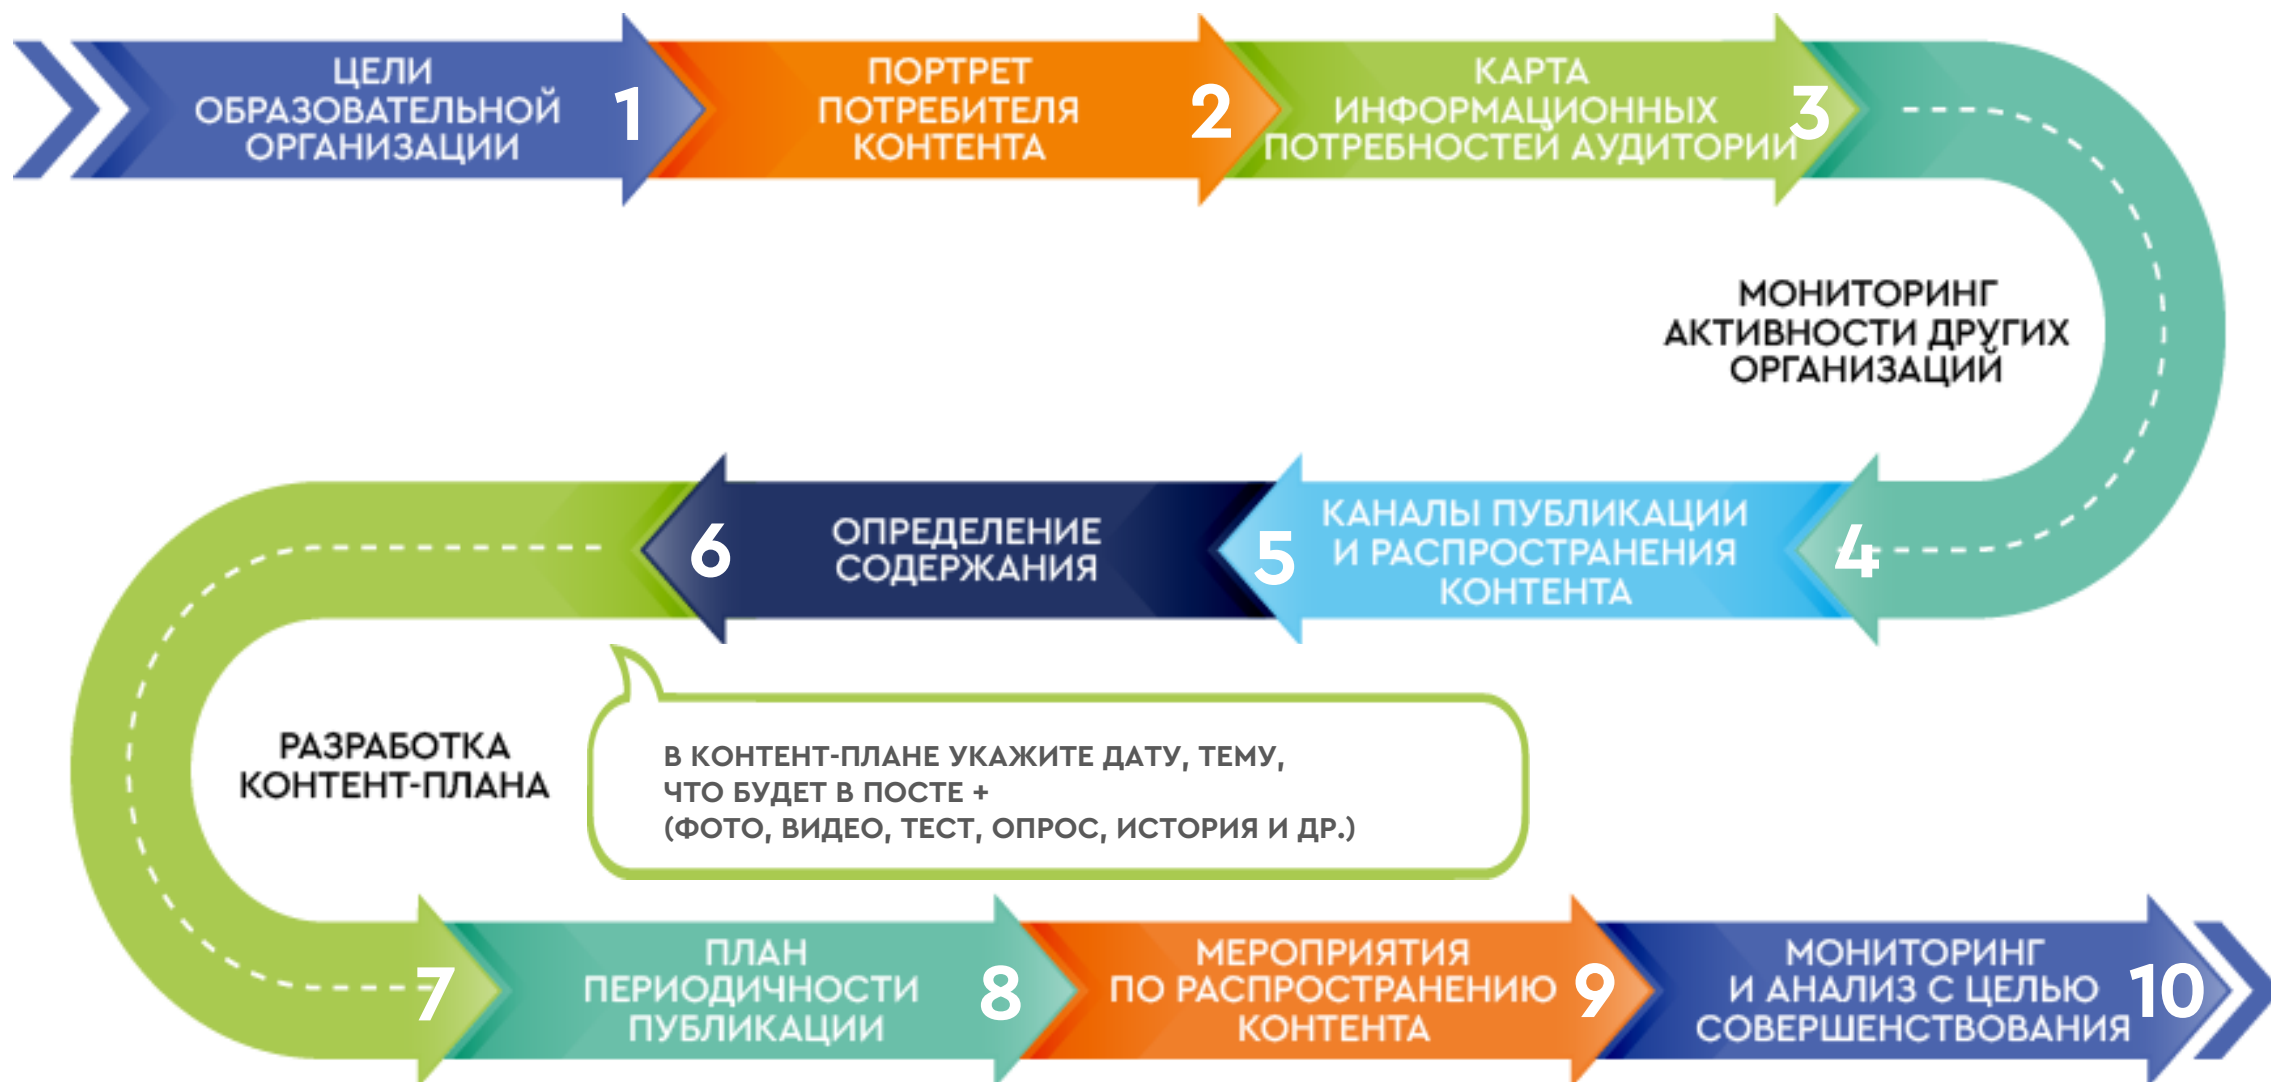 ЦЕЛИ
ОБРАЗОВАТЕЛЬНОЙ
ОРГАНИЗАЦИИ
1
ПОРТРЕТ
ПОТРЕБИТЕЛЯ
КОНТЕНТА
2
КАРТА
ИНФОРМАЦИОННЫХ
ПОТРЕБНОСТЕЙ АУДИТОРИИ
3
МОНИТОРИНГ
АКТИВНОСТИ ДРУГИХ
ОРГАНИЗАЦИЙ
4
КАНАЛЫ ПУБЛИКАЦИИ
И РАСПРОСТРАНЕНИЯ
КОНТЕНТА
5
ОПРЕДЕЛЕНИЕ
СОДЕРЖАНИЯ
6
РАЗРАБОТКА
КОНТЕНТ-ПЛАНА
В КОНТЕНТ-ПЛАНЕ УКАЖИТЕ ДАТУ, ТЕМУ,
ЧТО БУДЕТ В ПОСТЕ +
(ФОТО, ВИДЕО, ТЕСТ, ОПРОС, ИСТОРИЯ И ДР.)
7
ПЛАН
ПЕРИОДИЧНОСТИ
ПУБЛИКАЦИИ
8
МЕРОПРИЯТИЯ
ПО РАСПРОСТРАНЕНИЮ
КОНТЕНТА
9
МОНИТОРИНГ
И АНАЛИЗ С ЦЕЛЬЮ
СОВЕРШЕНСТВОВАНИЯ
10